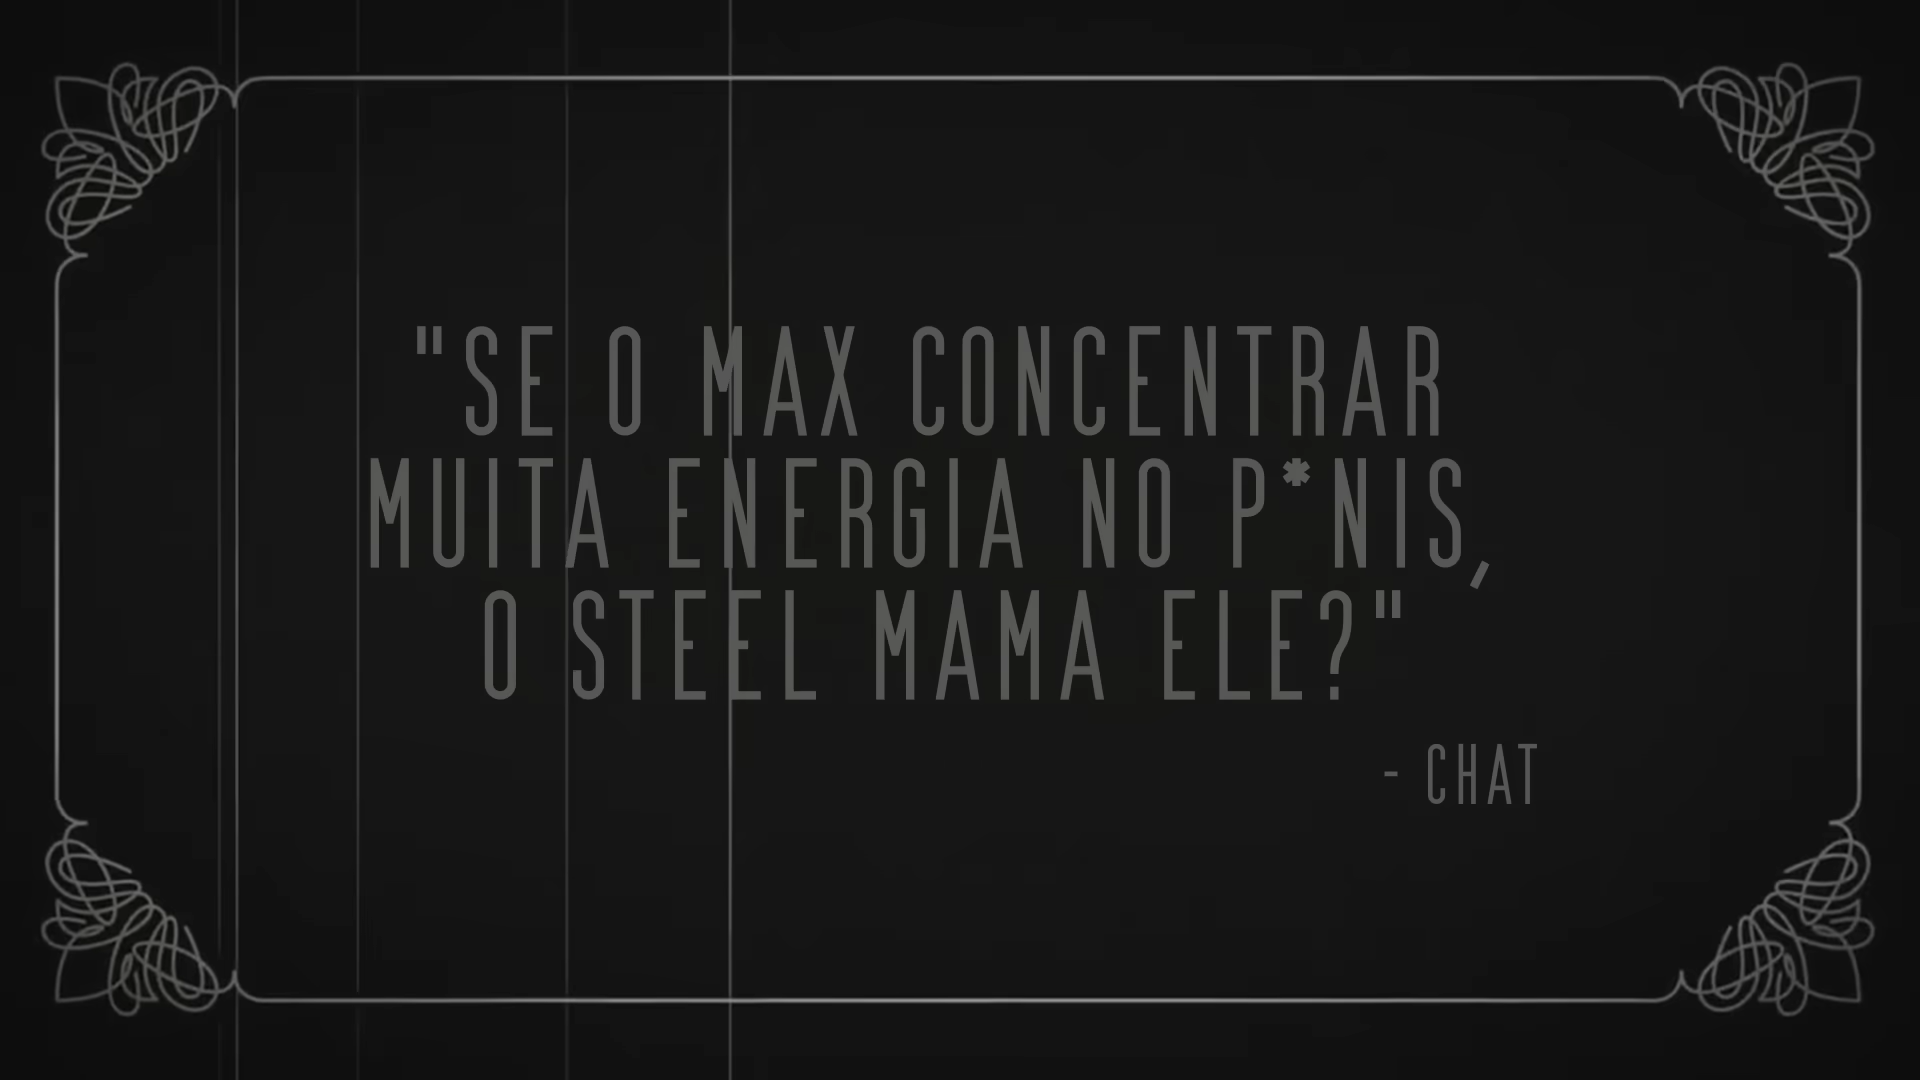 "SE O MAX CONCENTRAR
MUITA ENERGIA NO P*NIS,
O STEEL MAMA ELE?"
- CHAT